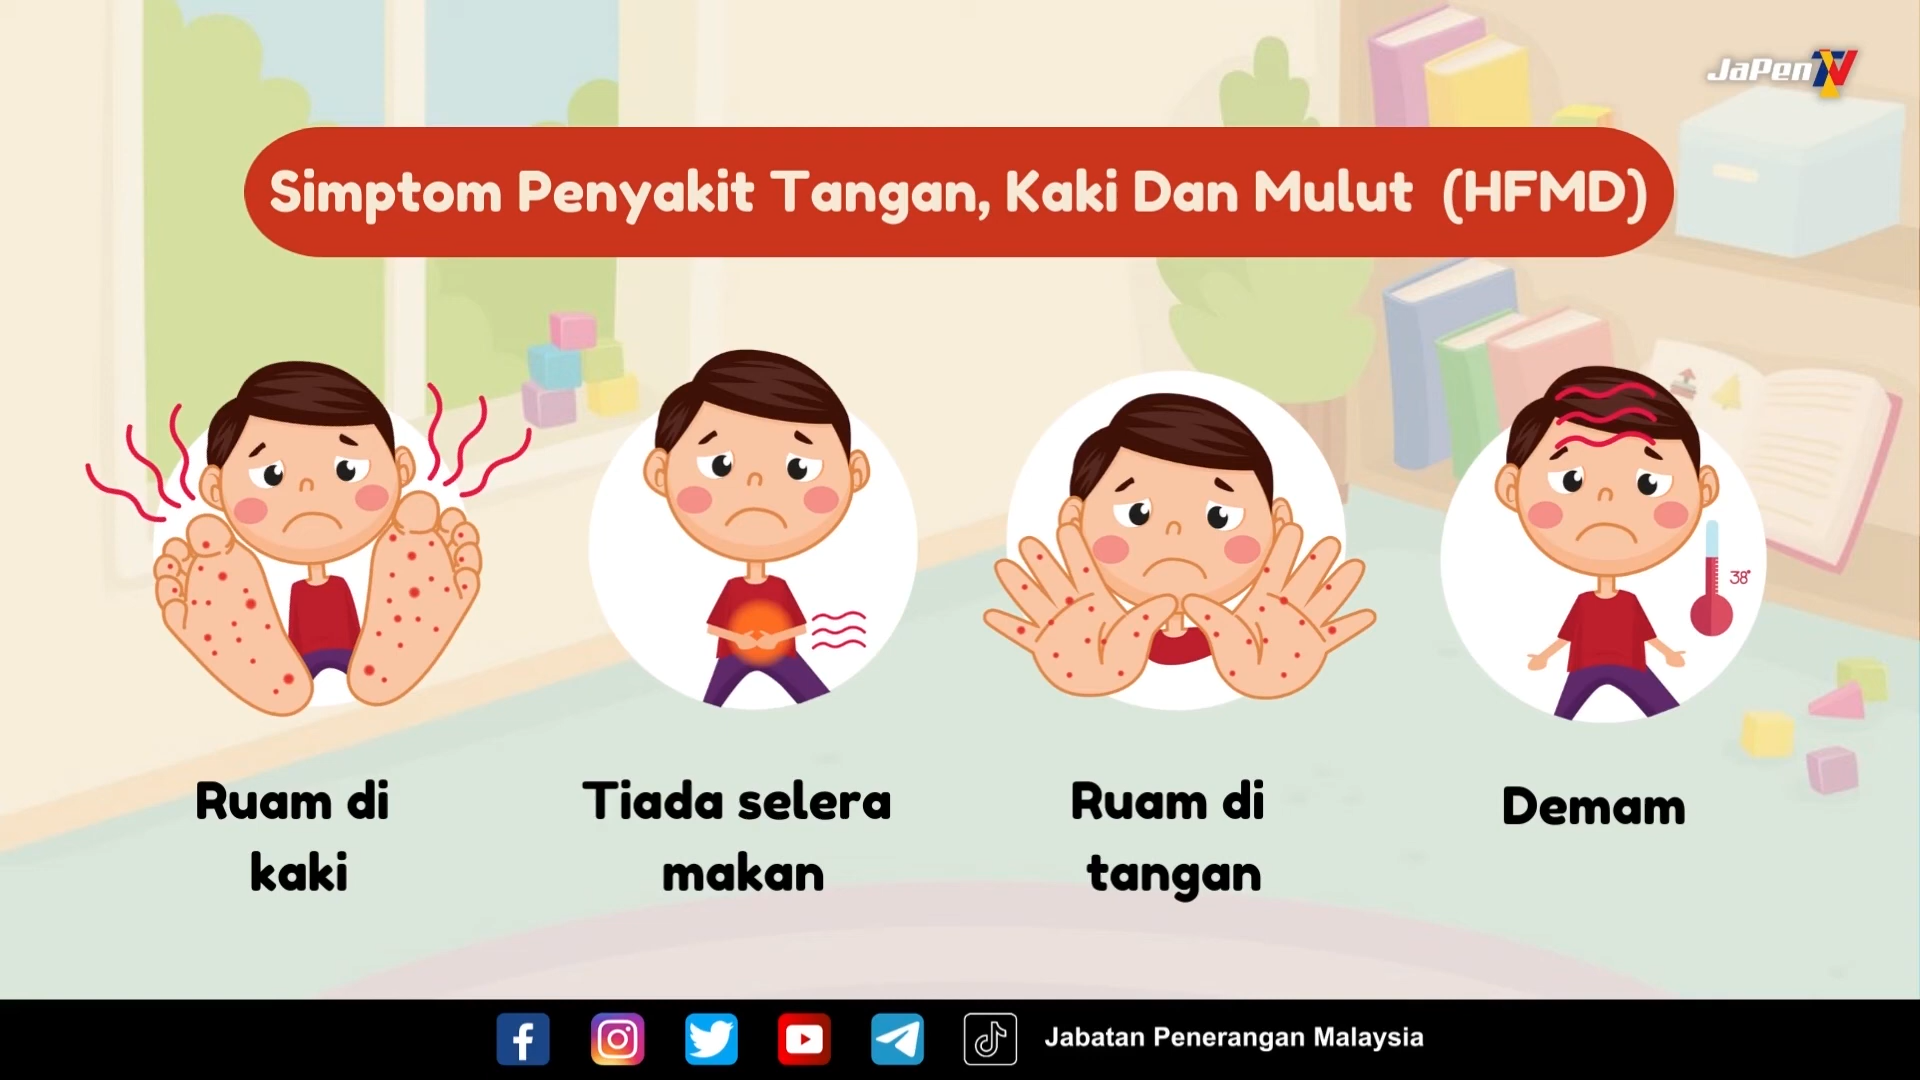 JaPen TV
Simptom Penyakit Tangan, Kaki Dan Mulut (HFMD)
38°
Ruam di
kaki
Tiada selera
makan
Ruam di
tangan
Demam
Jabatan Penerangan Malaysia